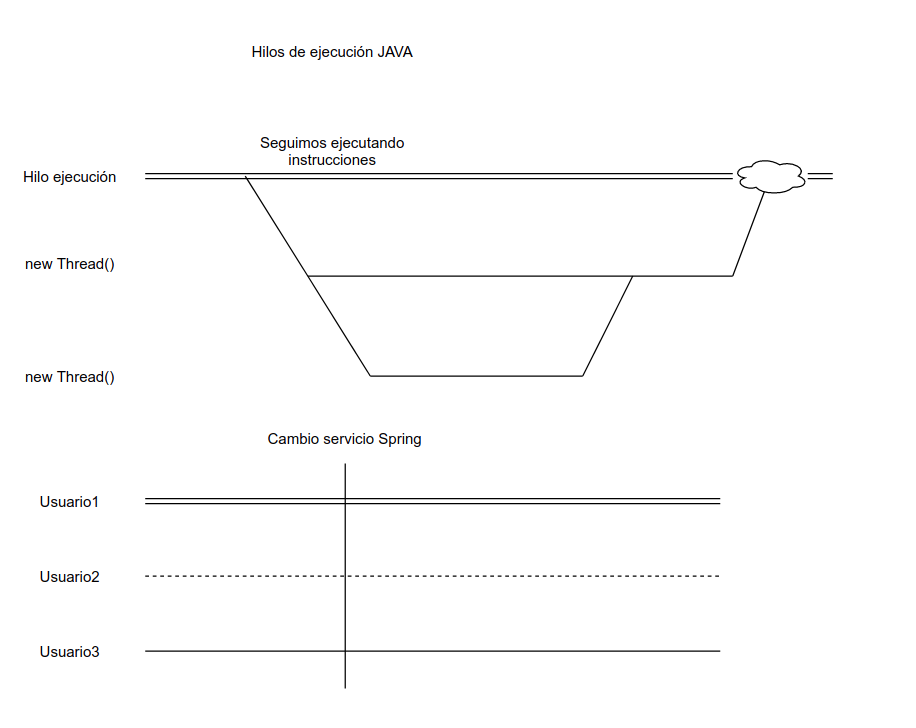 Hilos de ejecución JAVA
Seguimos ejecutando
instrucciones
Hilo ejecución
new Thread()
new Thread()
Cambio servicio Spring
Usuario1
Usuario2
Usuario3